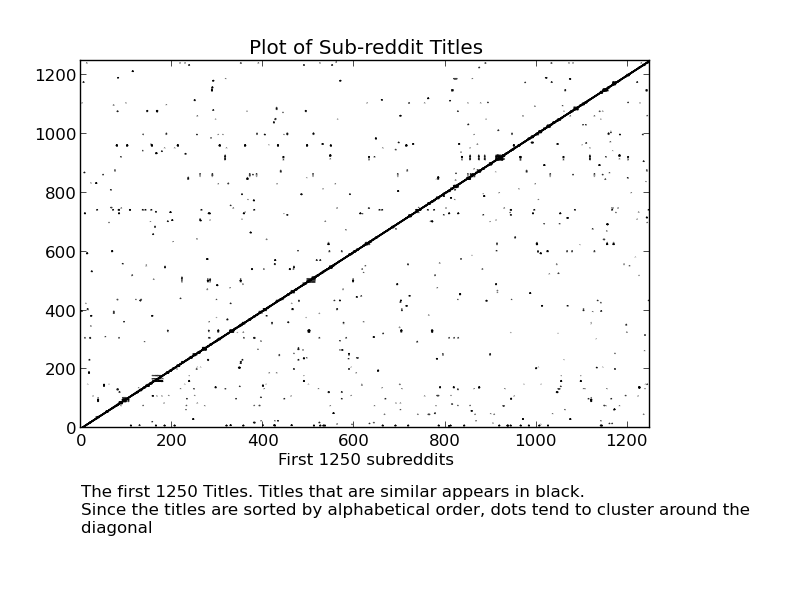 Plot of Sub-reddit Titles
1200
1000
800
600
400
200
0
0 200 400 600 800 1000 1200
First 1250 subreddits
The first 1250 Titles. Titles that are similar appears in black.
Since the titles are sorted by alphabetical order, dots tend to cluster around the
diagonal